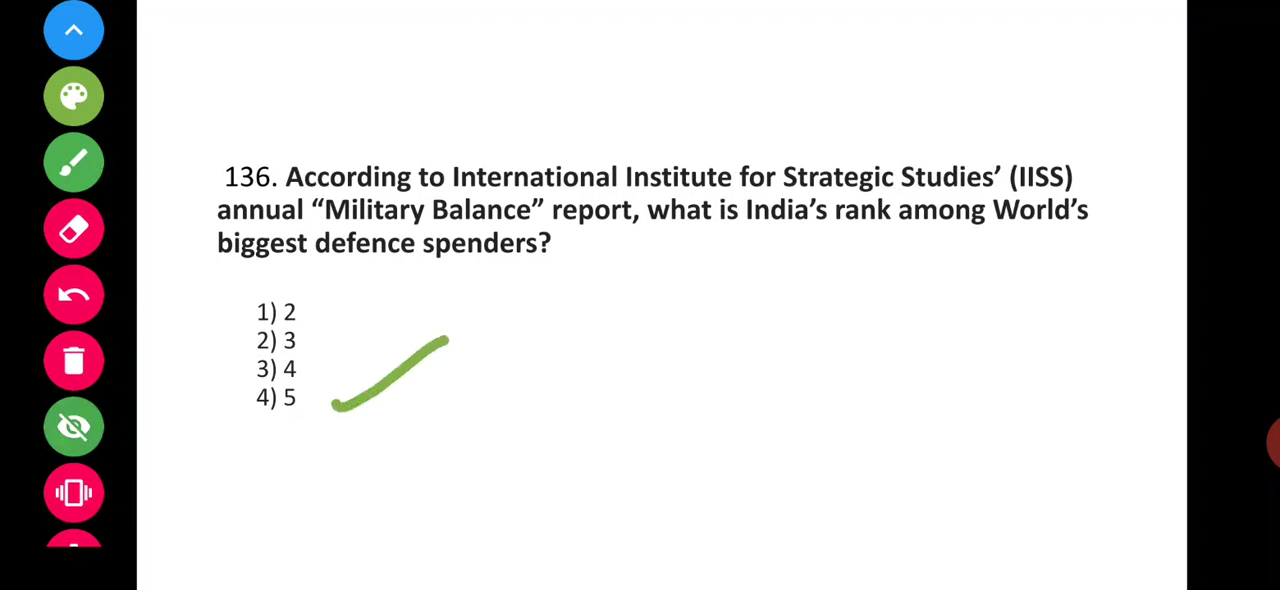 136. According to International Institute for Strategic Studies’ (IISS)
annual “Military Balance” report, what is India’s rank among World’s
biggest defence spenders?
1) 2
2) 3
3) 4
4) 5